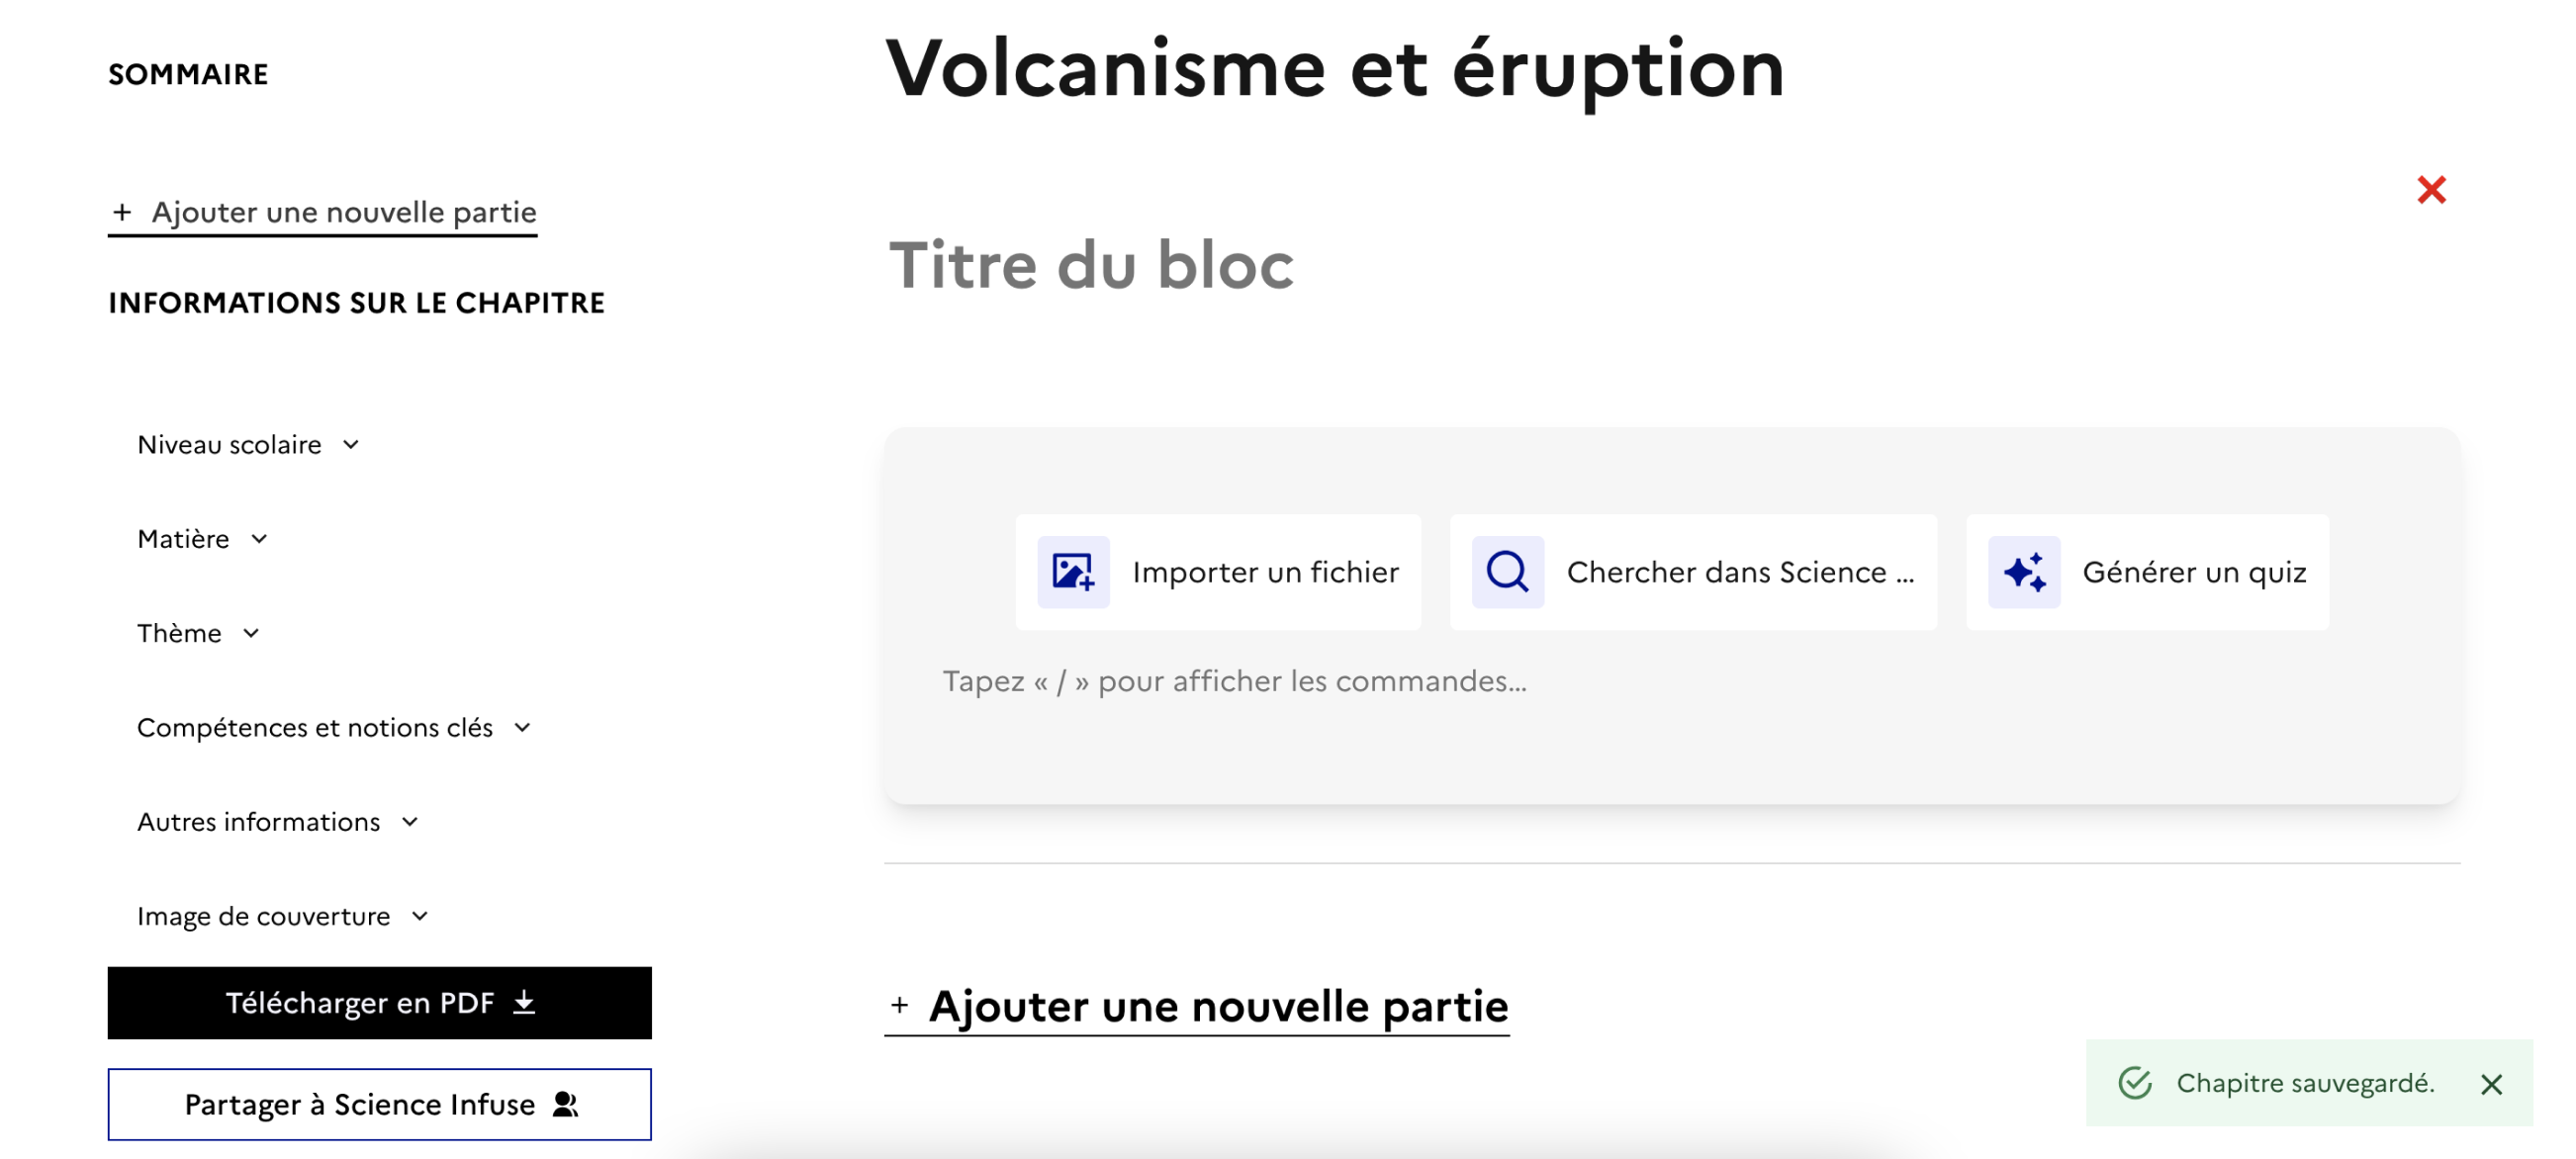 SOMMAIRE
+ Ajouter une nouvelle partie
INFORMATIONS SUR LE CHAPITRE
Niveau scolaire
Matière
Thème
Compétences et notions clés
Autres informations
Image de couverture
Télécharger en PDF
Partager à Science Infuse
Volcanisme et éruption
Titre du bloc
Importer un fichier
Chercher dans Science ...
Générer un quiz
Tapez « / » pour afficher les commandes...
+ Ajouter une nouvelle partie
Chapitre sauvegardé.